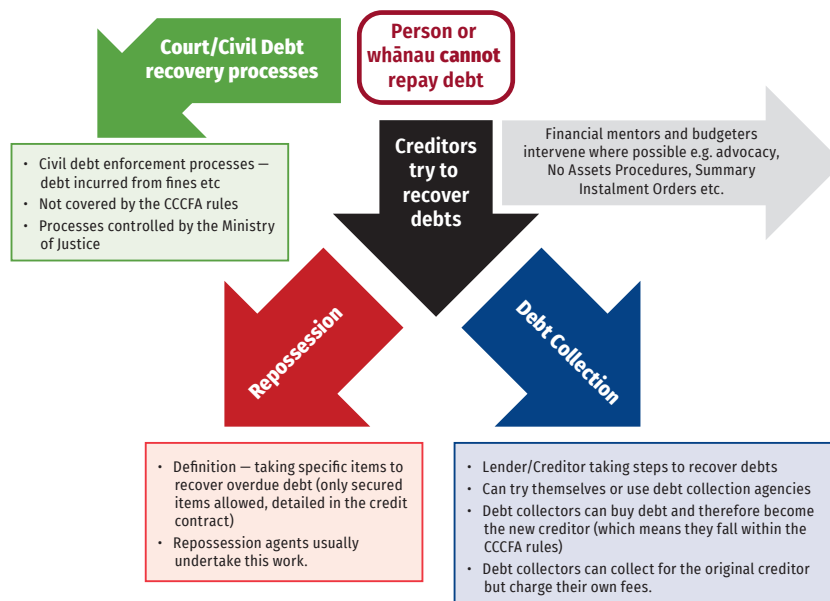 Person or
whānau cannot
repay debt
Court/Civil Debt
recovery processes
• Civil debt enforcement processes —
debt incurred from fines etc
• Not covered by the CCCFA rules
• Processes controlled by the Ministry
of Justice
Creditors
try to
recover
debts
Financial mentors and budgeters
intervene where possible e.g. advocacy,
No Assets Procedures, Summary
Instalment Orders etc.
Repossession
Debt Collection
• Definition — taking specific items to
recover overdue debt (only secured
items allowed, detailed in the credit
contract)
• Repossession agents usually
undertake this work.
• Lender/Creditor taking steps to recover debts
• Can try themselves or use debt collection agencies
• Debt collectors can buy debt and therefore become
the new creditor (which means they fall within the
CCCFA rules)
• Debt collectors can collect for the original creditor
but charge their own fees.